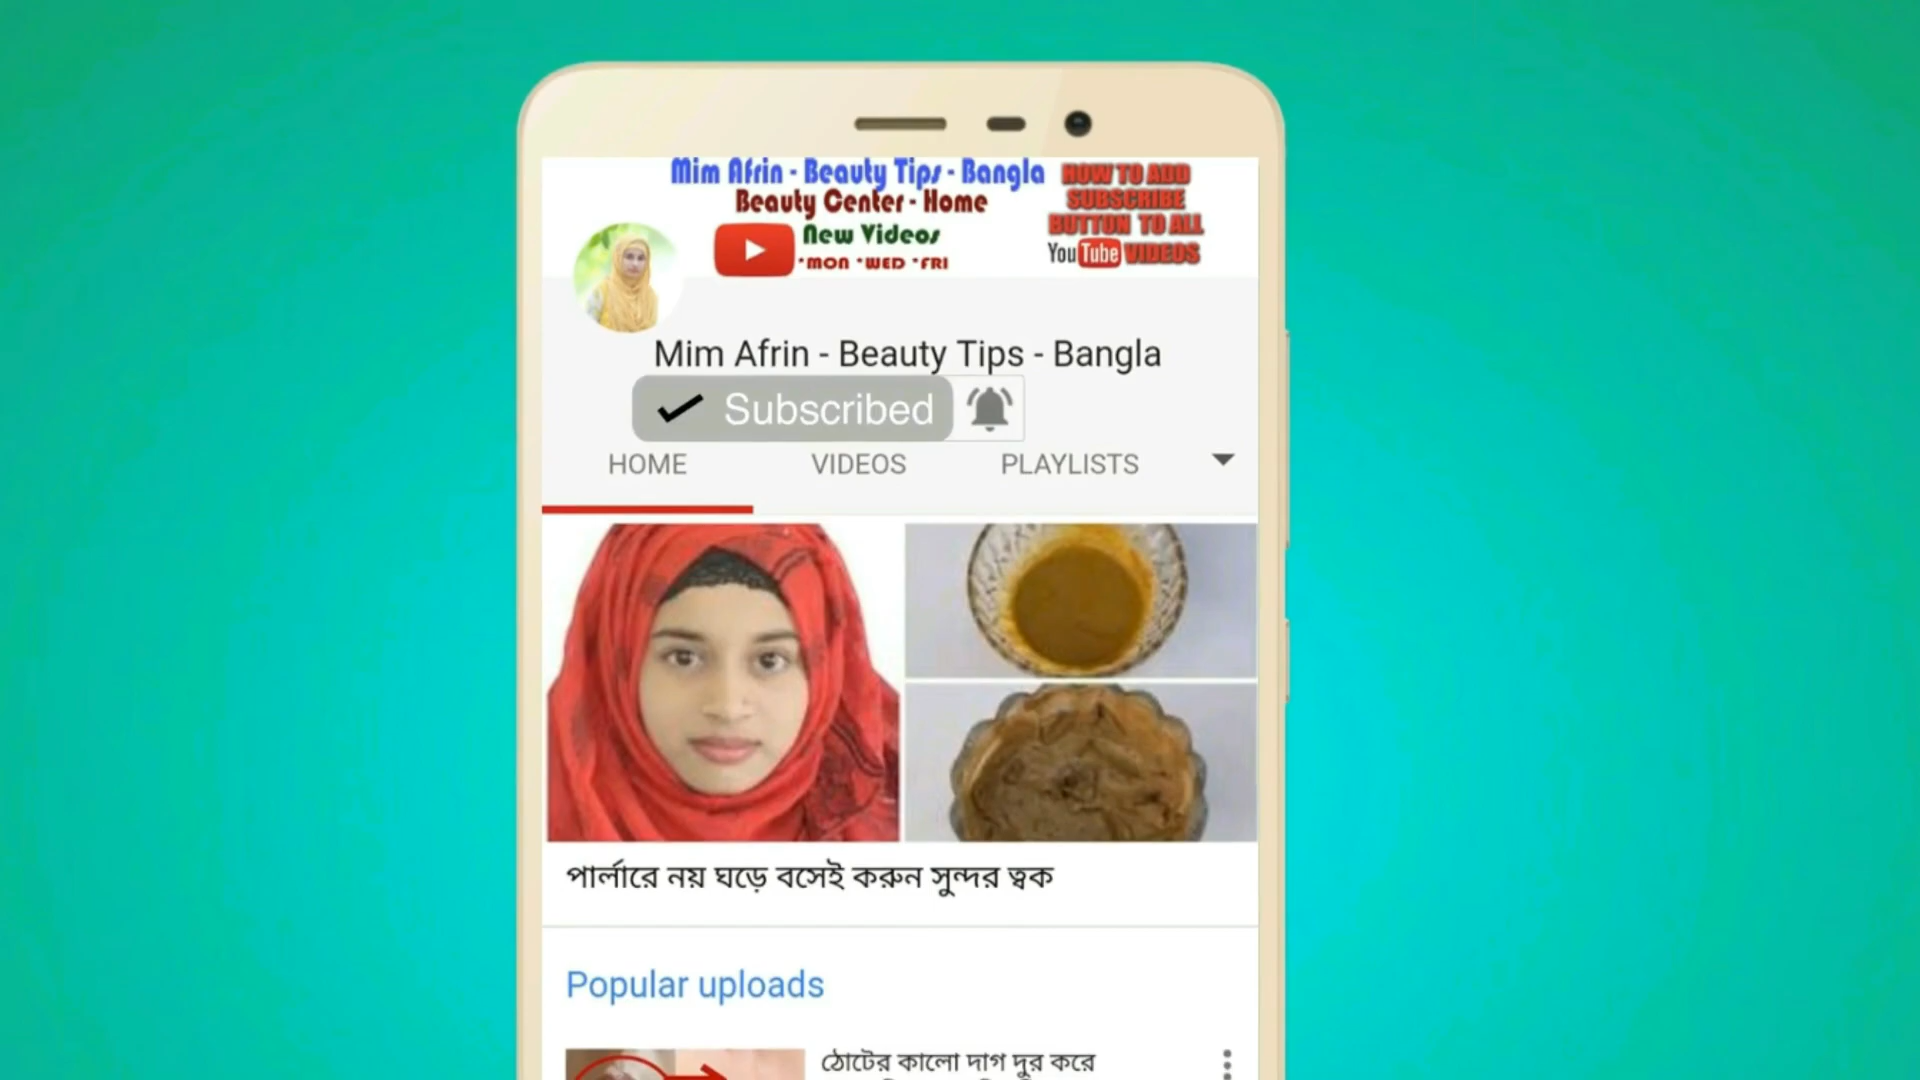 Mim Afrin - Beauty Tips - Bangla
Beauty Center - Home
New Videos
*MON *WED *FRI
HOW TO ADD
SUBSCRIBE
BUTTON TO ALL
YouTube VIDEOS
Mim Afrin - Beauty Tips - Bangla
Subscribed
HOME VIDEOS PLAYLISTS
পার্লারে নয় ঘড়ে বসেই করুন সুন্দর ত্বক
Popular uploads
ঠোটের কালো দাগ দুর করে